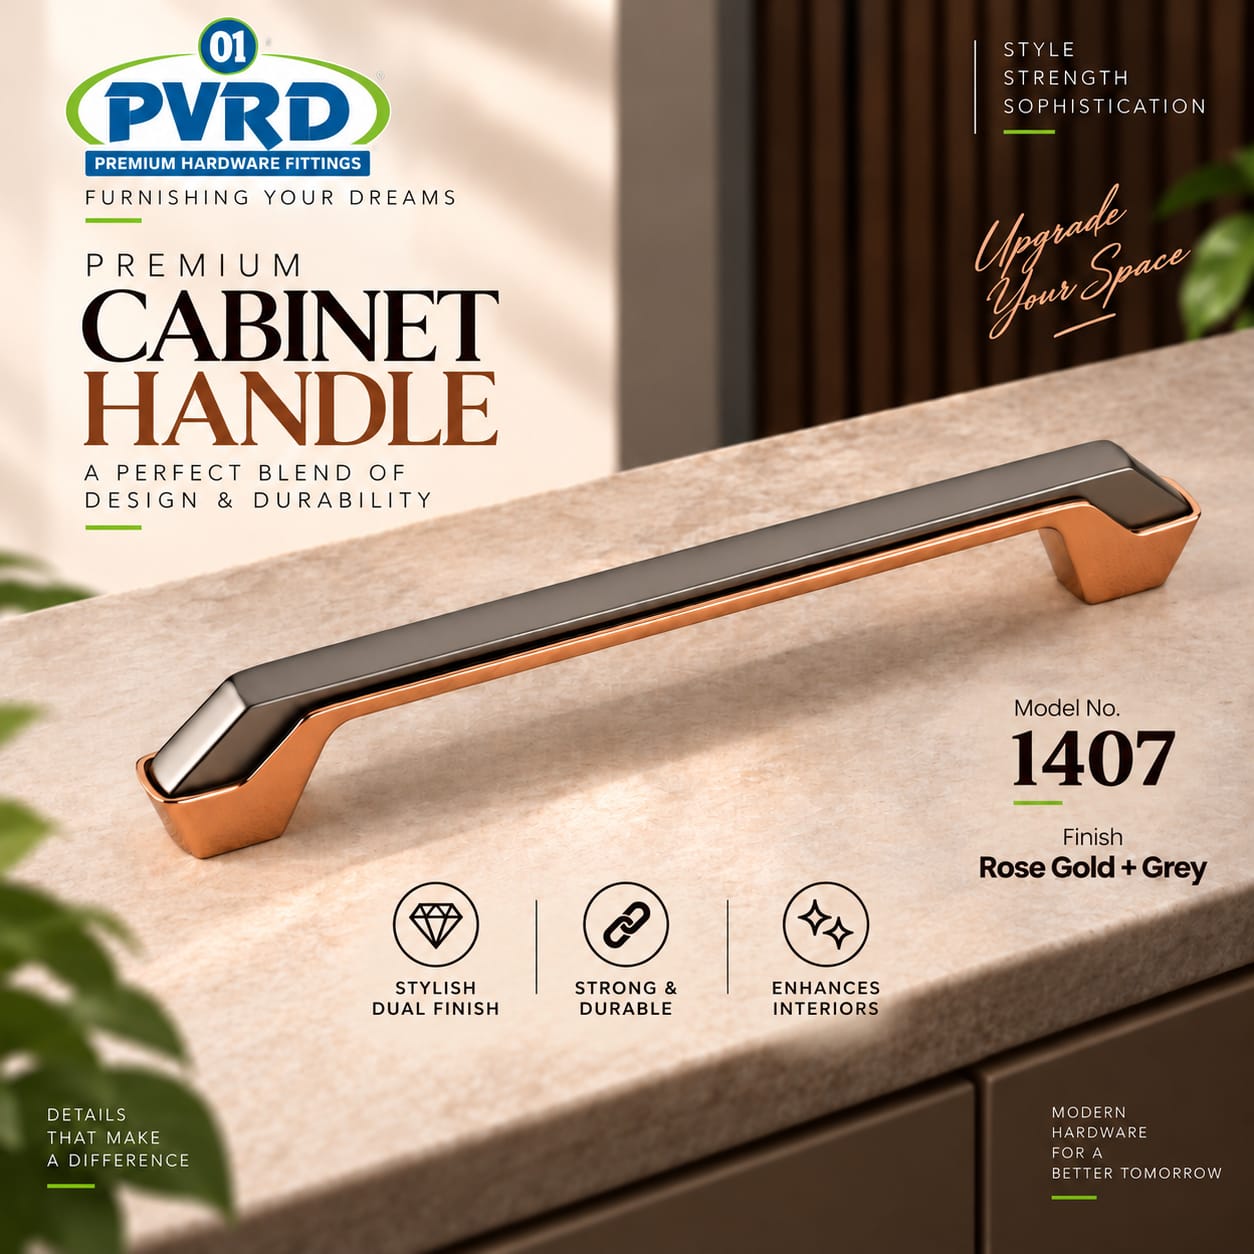 01
PVRD
PREMIUM HARDWARE FITTINGS
FURNISHING YOUR DREAMS
PREMIUM
CABINET
HANDLE
A PERFECT BLEND OF
DESIGN & DURABILITY
STYLE
STRENGTH
SOPHISTICATION
Upgrade
Your Space
Model No.
1407
Finish
Rose Gold + Grey
STYLISH
DUAL FINISH
STRONG &
DURABLE
ENHANCES
INTERIORS
DETAILS
THAT MAKE
A DIFFERENCE
MODERN
HARDWARE
FOR A
BETTER TOMORROW